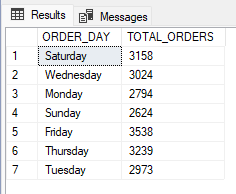 Results Messages
ORDER_DAY TOTAL_ORDERS
1 Saturday 3158
2 Wednesday 3024
3 Monday 2794
4 Sunday 2624
5 Friday 3538
6 Thursday 3239
7 Tuesday 2973